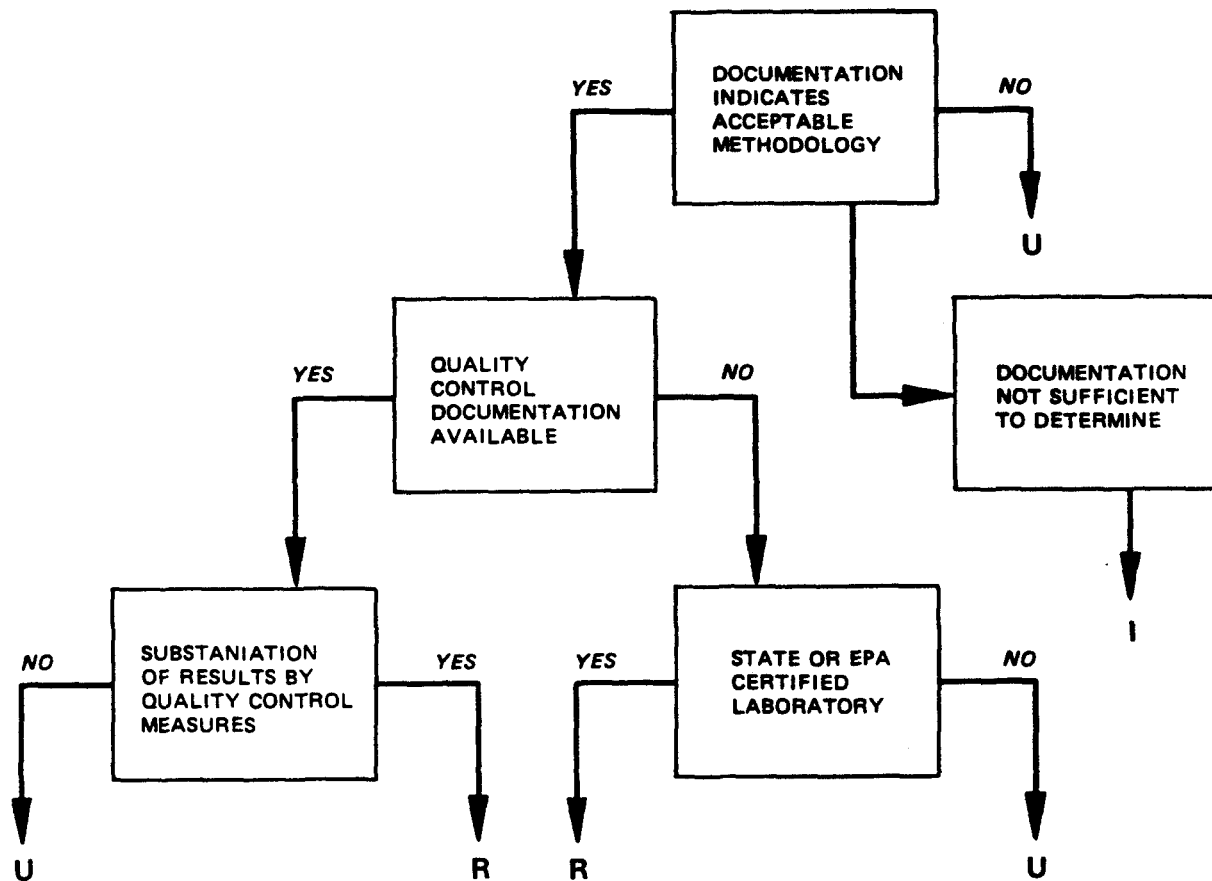 DOCUMENTATION
INDICATES
ACCEPTABLE
METHODOLOGY
YES
NO
U
QUALITY
CONTROL
DOCUMENTATION
AVAILABLE
YES
NO
DOCUMENTATION
NOT SUFFICIENT
TO DETERMINE
I
SUBSTANIATION
OF RESULTS BY
QUALITY CONTROL
MEASURES
NO
YES
U
R
STATE OR EPA
CERTIFIED
LABORATORY
YES
NO
R
U